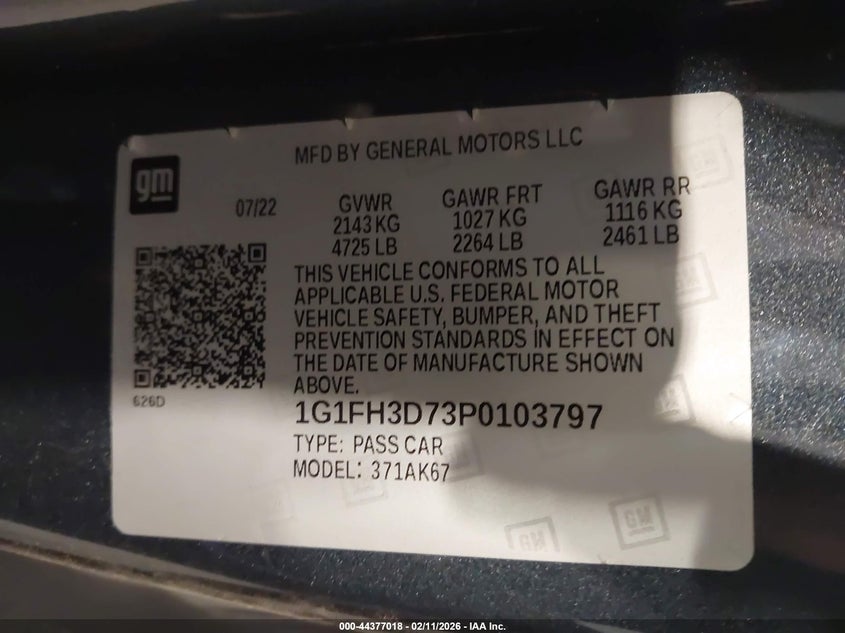 MFD BY GENERAL MOTORS LLC
gm
07/22
GVWR
2143 KG
4725 LB
GAWR FRT
1027 KG
2264 LB
GAWR RR
1116 KG
2461 LB
THIS VEHICLE CONFORMS TO ALL
APPLICABLE U.S. FEDERAL MOTOR
VEHICLE SAFETY, BUMPER, AND THEFT
PREVENTION STANDARDS IN EFFECT ON
THE DATE OF MANUFACTURE SHOWN
ABOVE.
626D
1G1FH3D73P0103797
TYPE: PASS CAR
MODEL: 371AK67
GM
GM
000-44377018 - 02/11/2026 - IAA Inc.